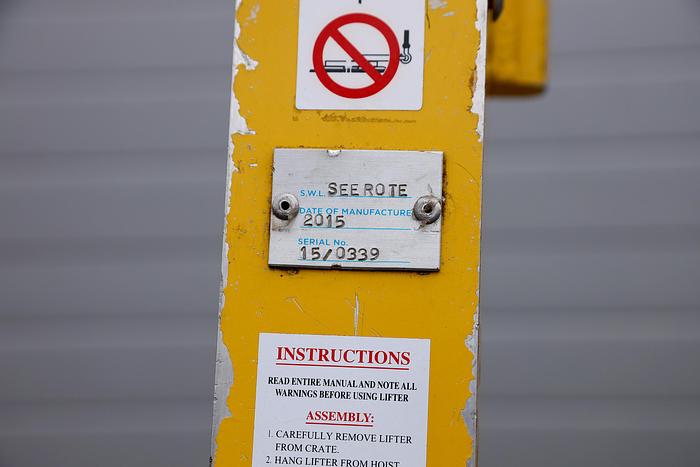 S.W.L. SEE ROTE
DATE OF MANUFACTURE
2015
SERIAL No.
15/0339
INSTRUCTIONS
READ ENTIRE MANUAL AND NOTE ALL
WARNINGS BEFORE USING LIFTER
ASSEMBLY:
1. CAREFULLY REMOVE LIFTER
FROM CRATE.
2. HANG LIFTER FROM HOIST